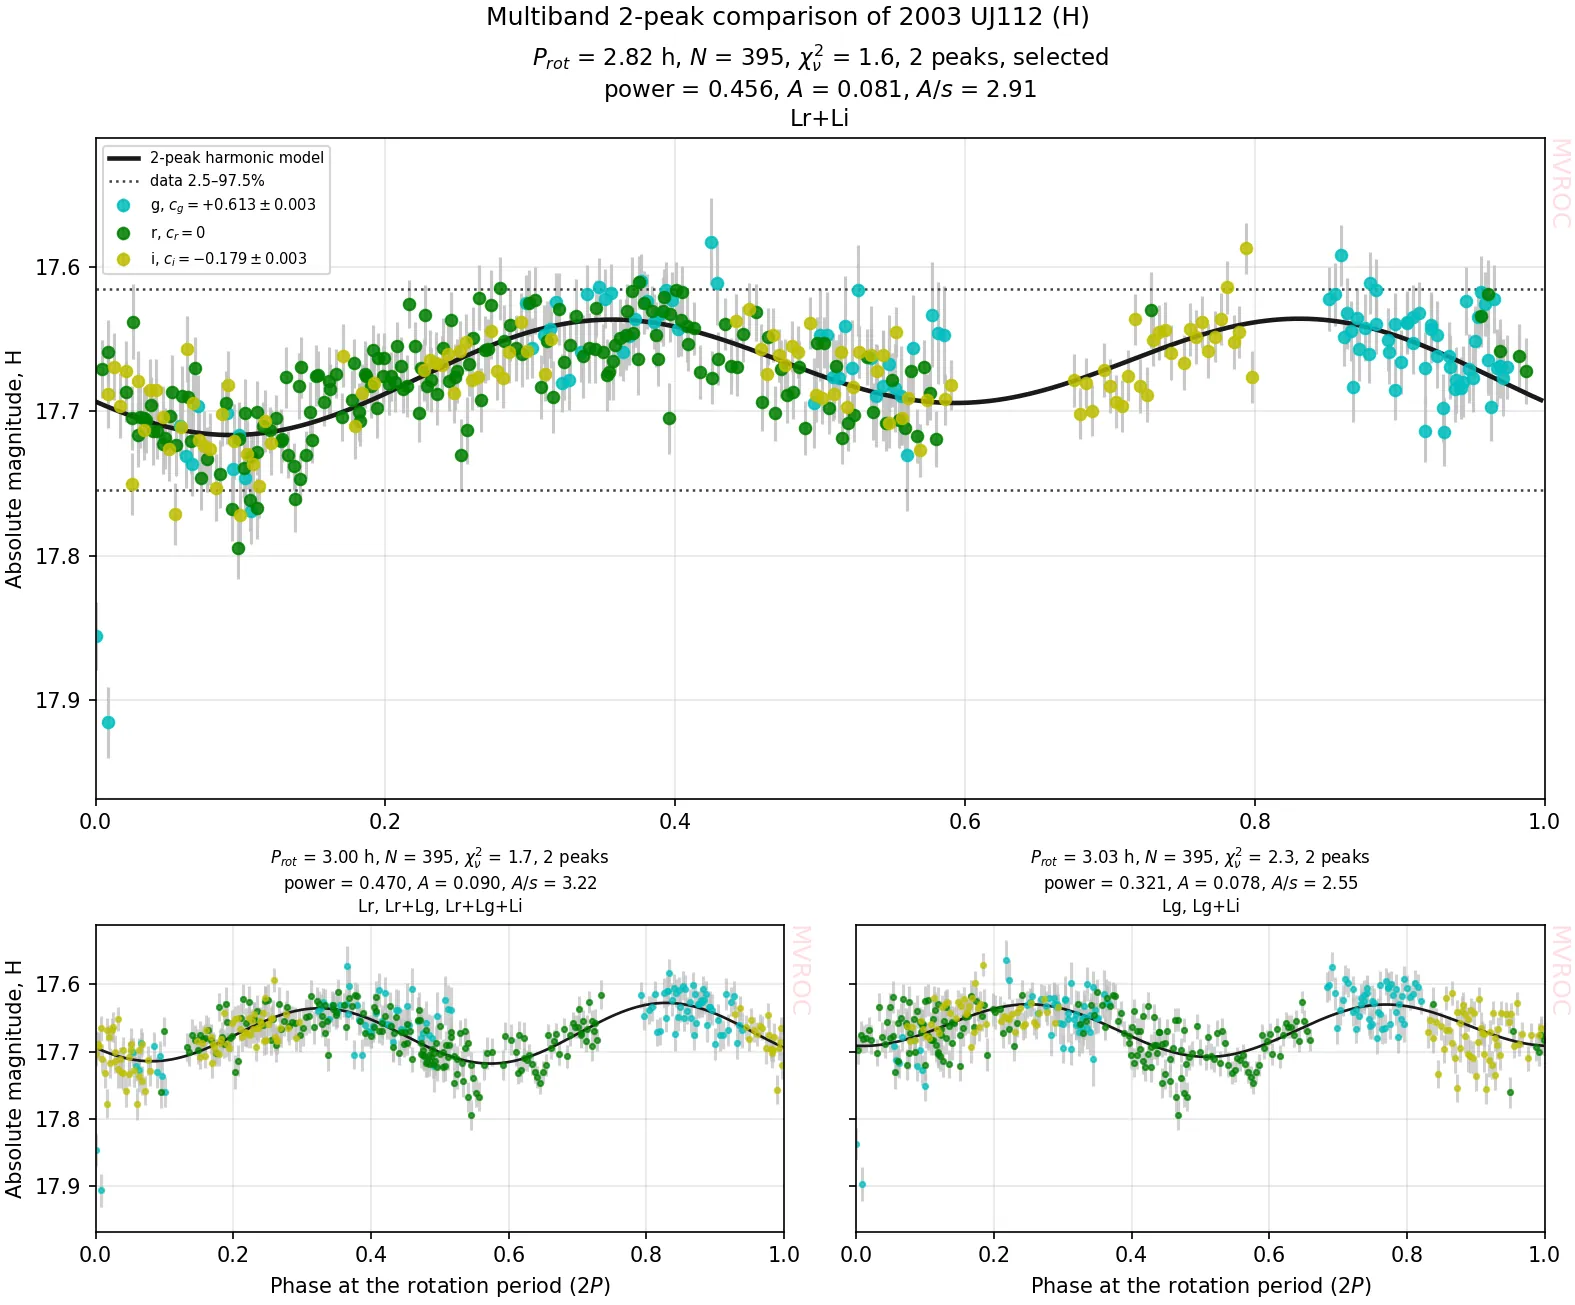 Multiband 2-peak comparison of 2003 UJ112 (H)
P_rot = 2.82 h, N = 395, χ²_ν = 1.6, 2 peaks, selected
power = 0.456, A = 0.081, A/s = 2.91
Lr+Li
MVROC
2-peak harmonic model
data 2.5–97.5%
g, c_g = +0.613 ± 0.003
r, c_r = 0
i, c_i = −0.179 ± 0.003
Absolute magnitude, H
17.6
17.7
17.8
17.9
0.0 0.2 0.4 0.6 0.8 1.0
P_rot = 3.00 h, N = 395, χ²_ν = 1.7, 2 peaks
power = 0.470, A = 0.090, A/s = 3.22
Lr, Lr+Lg, Lr+Lg+Li
MVROC
Absolute magnitude, H
17.6
17.7
17.8
17.9
0.0 0.2 0.4 0.6 0.8 1.0
Phase at the rotation period (2P)
P_rot = 3.03 h, N = 395, χ²_ν = 2.3, 2 peaks
power = 0.321, A = 0.078, A/s = 2.55
Lg, Lg+Li
MVROC
0.0 0.2 0.4 0.6 0.8 1.0
Phase at the rotation period (2P)